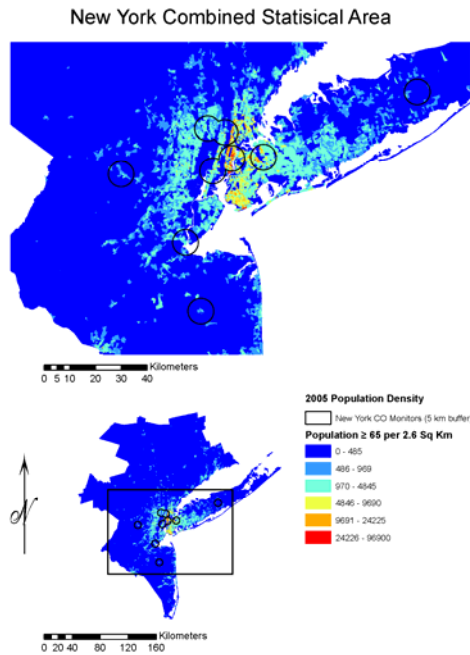 New York Combined Statisical Area
Kilometers
0 5 10 20 30 40
2005 Population Density
New York CO Monitors (5 km buffer)
Population ≥ 65 per 2.6 Sq Km
0 - 485
486 - 969
970 - 4845
4846 - 9690
9691 - 24225
24226 - 96900
N
Kilometers
0 20 40 80 120 160